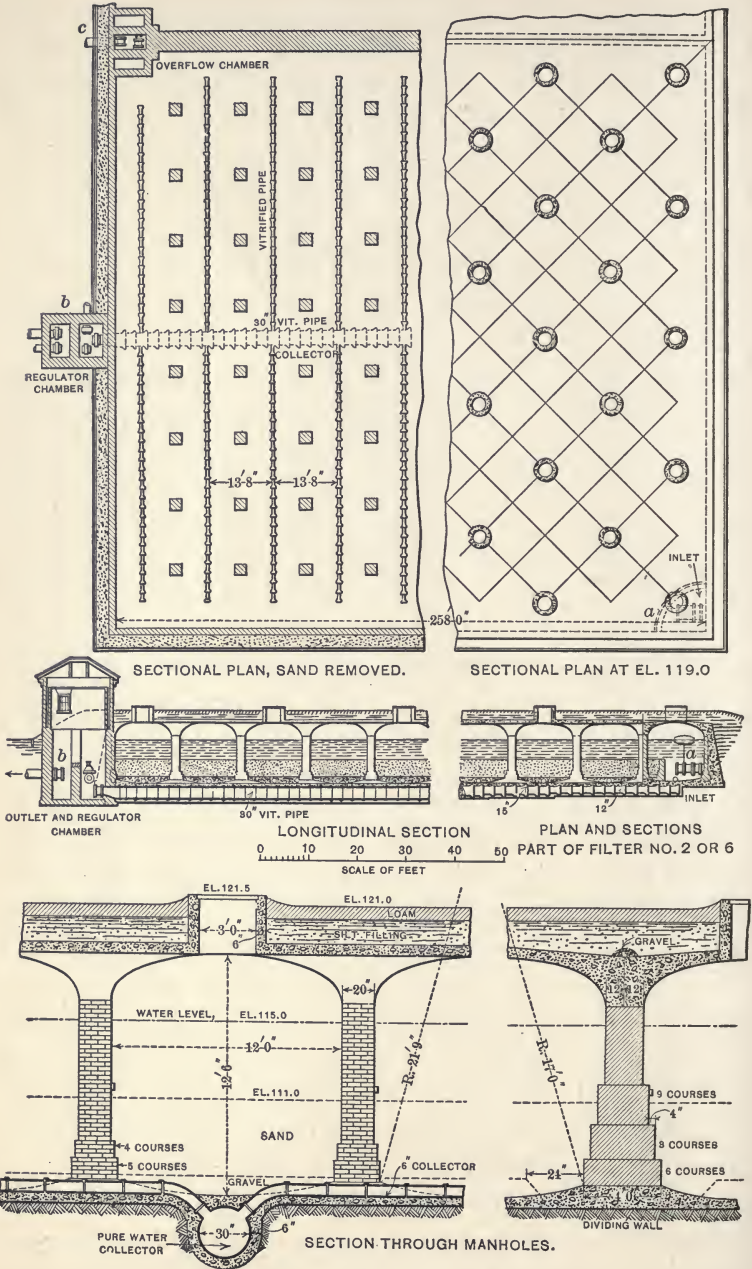 c
OVERFLOW CHAMBER
VITRIFIED PIPE
b
30" VIT. PIPE
COLLECTOR
REGULATOR
CHAMBER
13'-8"
13'-8"
INLET
a
258'-0"
SECTIONAL PLAN, SAND REMOVED.
SECTIONAL PLAN AT EL. 119.0
b
a
OUTLET AND REGULATOR
CHAMBER
30" VIT. PIPE
15"
12"
INLET
LONGITUDINAL SECTION
0 10 20 30 40 50
SCALE OF FEET
PLAN AND SECTIONS
PART OF FILTER NO. 2 OR 6
EL. 121.5
EL. 121.0
LOAM
3'-0"
6"
SILT FILLING
GRAVEL
20"
12" 12"
WATER LEVEL, EL. 115.0
12'-0"
12'-6"
R.-21'-9"
R.-17'-0"
EL. 111.0
SAND
9 COURSES
4"
4 COURSES
8 COURSES
5 COURSES
6 COURSES
GRAVEL
6" COLLECTOR
24"
30"
6"
DIVIDING WALL
PURE WATER
COLLECTOR
SECTION THROUGH MANHOLES.